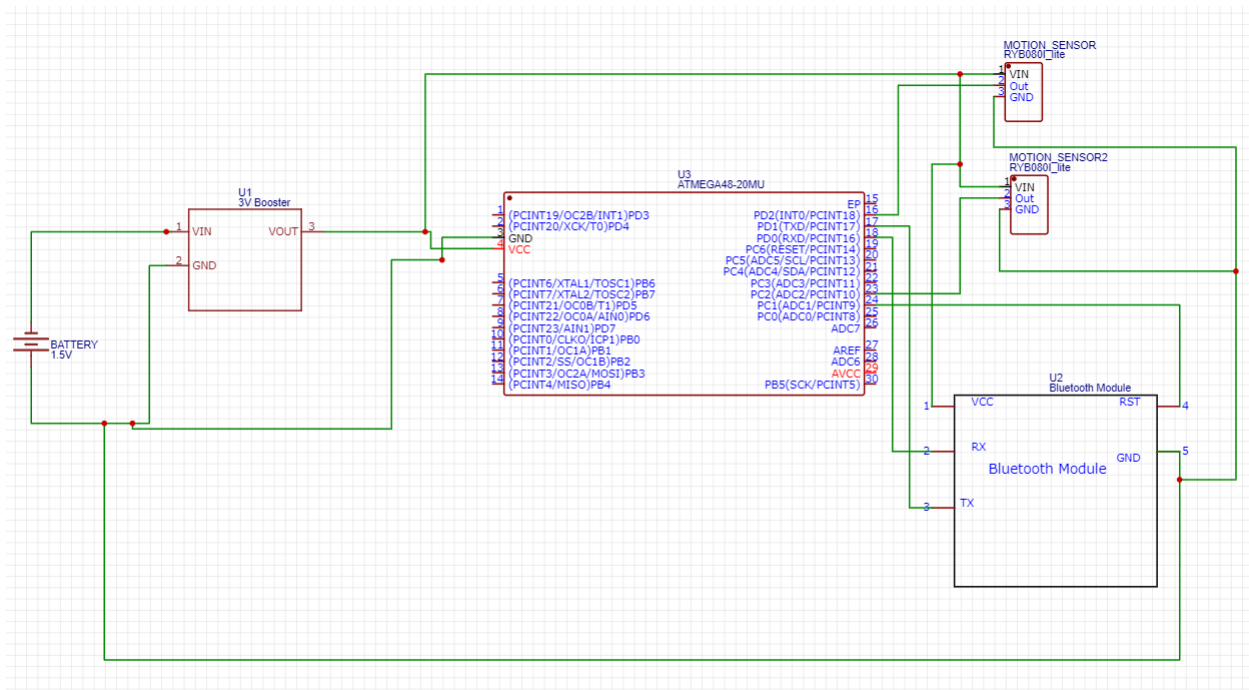 MOTION_SENSOR
RYB080I_lite
1 VIN
2 Out
3 GND
MOTION_SENSOR2
RYB080I_lite
1 VIN
2 Out
3 GND
U1
3V Booster
1 VIN
VOUT 3
2 GND
BATTERY
1.5V
U3
ATMEGA48-20MU
1 (PCINT19/OC2B/INT1)PD3
2 (PCINT20/XCK/T0)PD4
3 GND
4 VCC
5 (PCINT6/XTAL1/TOSC1)PB6
6 (PCINT7/XTAL2/TOSC2)PB7
7 (PCINT21/OC0B/T1)PD5
8 (PCINT22/OC0A/AIN0)PD6
9 (PCINT23/AIN1)PD7
10 (PCINT0/CLKO/ICP1)PB0
11 (PCINT1/OC1A)PB1
12 (PCINT2/SS/OC1B)PB2
13 (PCINT3/OC2A/MOSI)PB3
14 (PCINT4/MISO)PB4
EP 15
PD2(INT0/PCINT18) 16
PD1(TXD/PCINT17) 17
PD0(RXD/PCINT16) 18
PC6(RESET/PCINT14) 19
PC5(ADC5/SCL/PCINT13) 20
PC4(ADC4/SDA/PCINT12) 21
PC3(ADC3/PCINT11) 22
PC2(ADC2/PCINT10) 23
PC1(ADC1/PCINT9) 24
PC0(ADC0/PCINT8) 25
ADC7 26
AREF 27
ADC6 28
AVCC 29
PB5(SCK/PCINT5) 30
U2
Bluetooth Module
1 VCC
RST 4
2 RX
GND 5
Bluetooth Module
3 TX